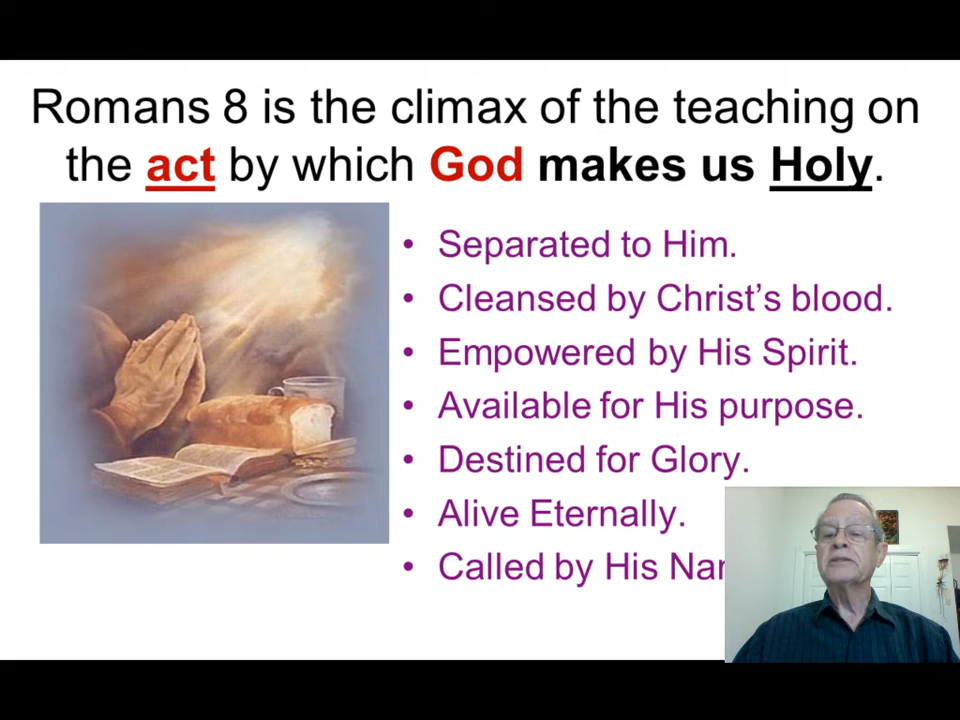 Romans 8 is the climax of the teaching on
the act by which God makes us Holy.
• Separated to Him.
• Cleansed by Christ’s blood.
• Empowered by His Spirit.
• Available for His purpose.
• Destined for Glory.
• Alive Eternally.
• Called by His